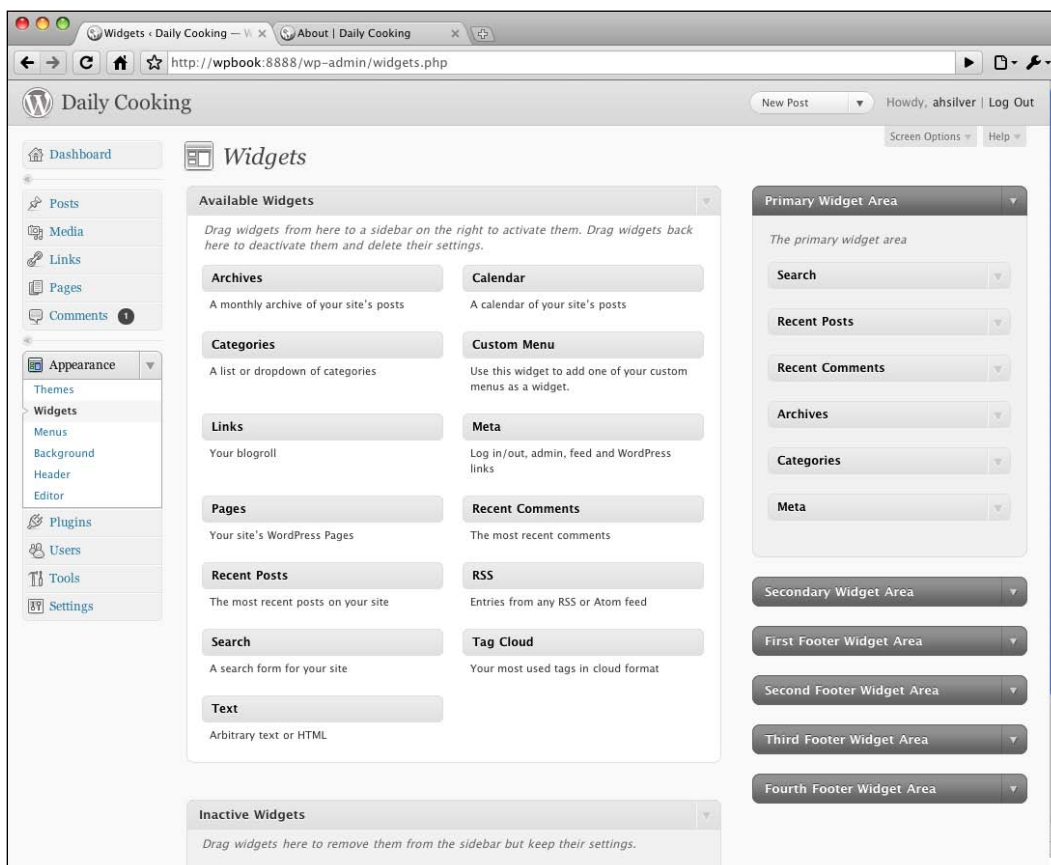 Widgets ‹ Daily Cooking — W
About | Daily Cooking
http://wpbook:8888/wp-admin/widgets.php
Daily Cooking
New Post
Howdy, ahsilver | Log Out
Screen Options
Help
Dashboard
Posts
Media
Links
Pages
Comments 1
Appearance
Themes
Widgets
Menus
Background
Header
Editor
Plugins
Users
Tools
Settings
Widgets
Available Widgets
Drag widgets from here to a sidebar on the right to activate them. Drag widgets back
here to deactivate them and delete their settings.
Archives
A monthly archive of your site's posts
Calendar
A calendar of your site's posts
Categories
A list or dropdown of categories
Custom Menu
Use this widget to add one of your custom
menus as a widget.
Links
Your blogroll
Meta
Log in/out, admin, feed and WordPress
links
Pages
Your site's WordPress Pages
Recent Comments
The most recent comments
Recent Posts
The most recent posts on your site
RSS
Entries from any RSS or Atom feed
Search
A search form for your site
Tag Cloud
Your most used tags in cloud format
Text
Arbitrary text or HTML
Inactive Widgets
Drag widgets here to remove them from the sidebar but keep their settings.
Primary Widget Area
The primary widget area
Search
Recent Posts
Recent Comments
Archives
Categories
Meta
Secondary Widget Area
First Footer Widget Area
Second Footer Widget Area
Third Footer Widget Area
Fourth Footer Widget Area